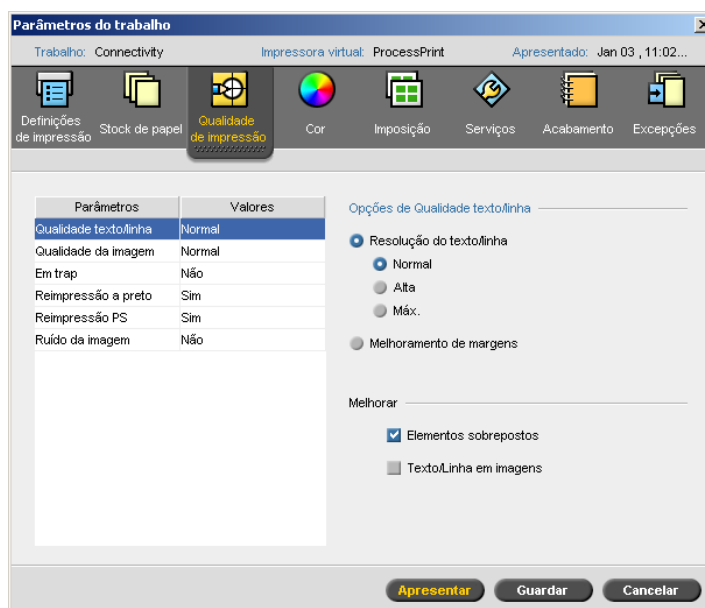 Parâmetros do trabalho
Trabalho: Connectivity Impressora virtual: ProcessPrint Apresentado: Jan 03 , 11:02...
Definições de impressão
Stock de papel
Qualidade de impressão
Cor
Imposição
Serviços
Acabamento
Excepções
Parâmetros Valores
Qualidade texto/linha Normal
Qualidade da imagem Normal
Em trap Não
Reimpressão a preto Sim
Reimpressão PS Sim
Ruído da imagem Não
Opções de Qualidade texto/linha
Resolução do texto/linha
Normal
Alta
Máx.
Melhoramento de margens
Melhorar
Elementos sobrepostos
Texto/Linha em imagens
Apresentar Guardar Cancelar